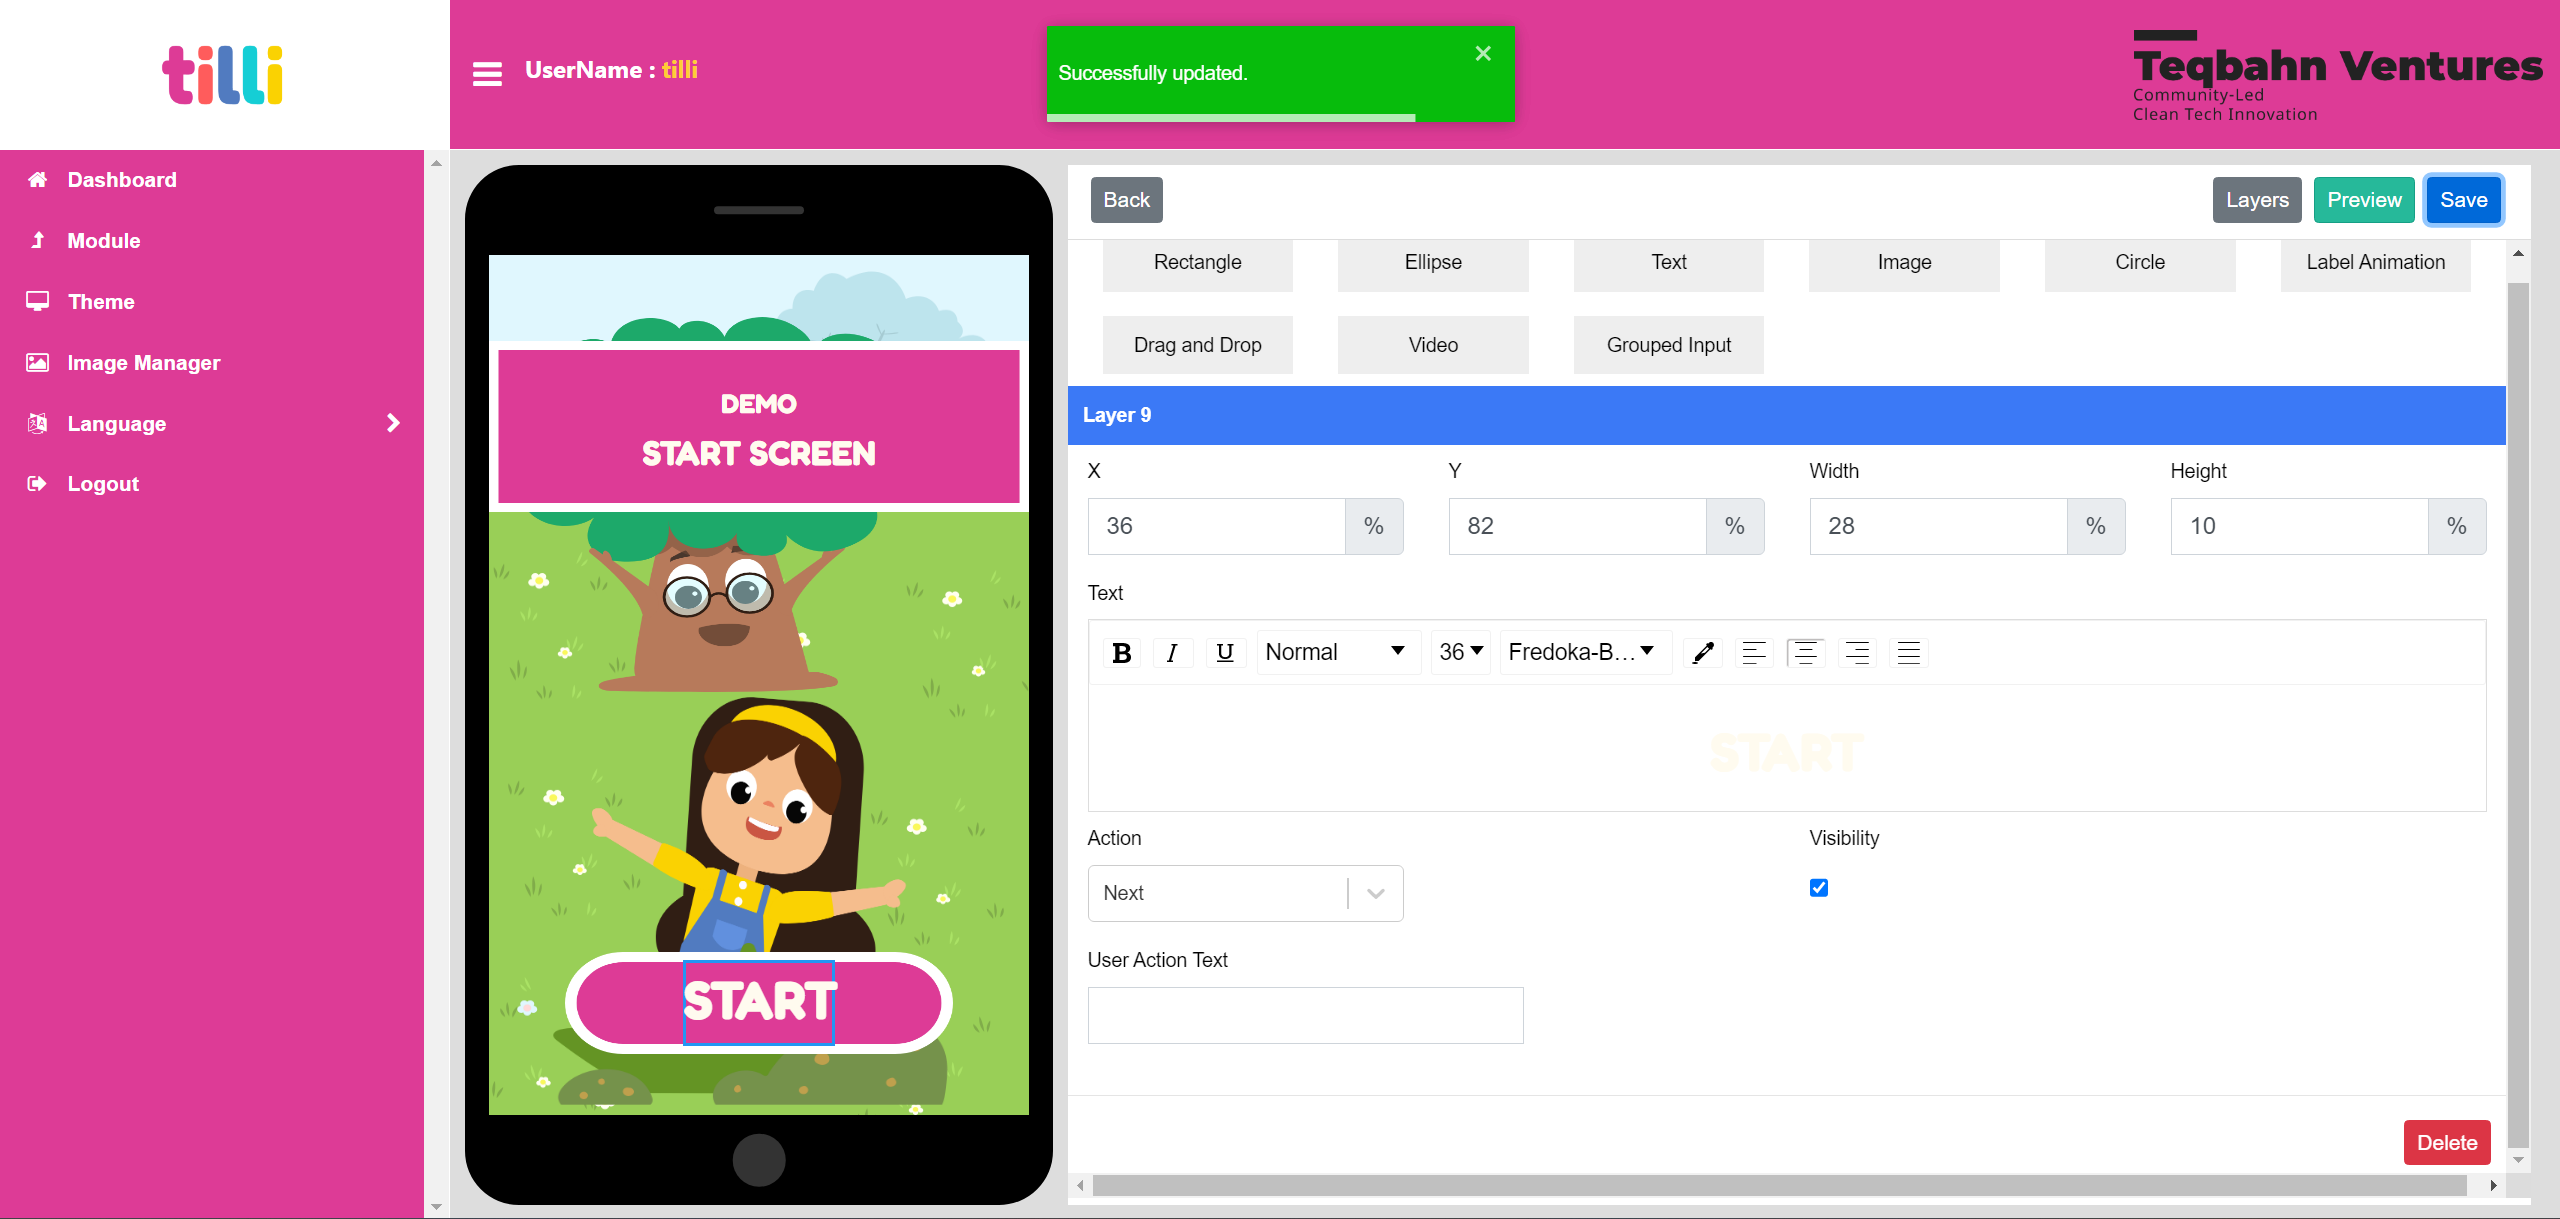 tilli
UserName : tilli
Successfully updated.
Teqbahn Ventures
Community-Led
Clean Tech Innovation
Dashboard
Module
Theme
Image Manager
Language
Logout
DEMO
START SCREEN
START
Back
Layers
Preview
Save
Rectangle
Ellipse
Text
Image
Circle
Label Animation
Drag and Drop
Video
Grouped Input
Layer 9
X
Y
Width
Height
36 %
82 %
28 %
10 %
Text
B I U Normal 36 Fredoka-B...
START
Action
Visibility
Next
User Action Text
Delete